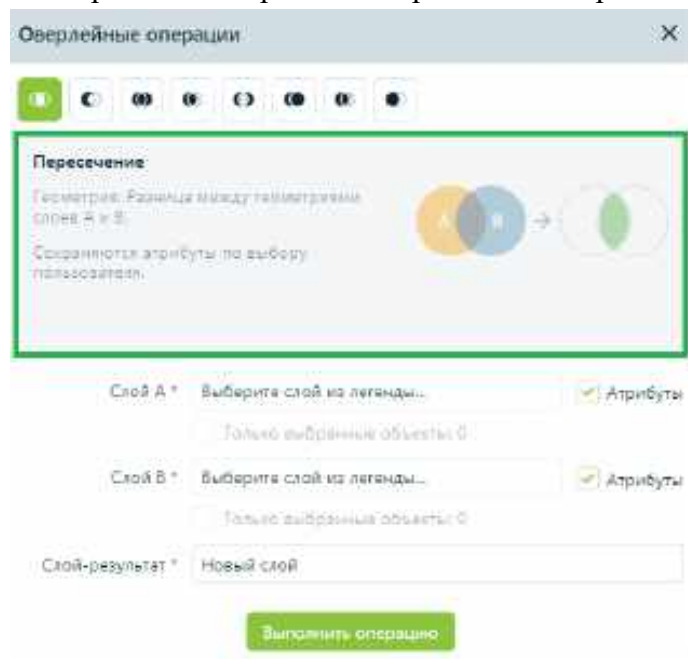 Оверлейные операции
Пересечение
Геометрия: Разница между геометриями
слоев А и В.
Сохраняются атрибуты по выбору
пользователя.
A B
Слой A *
Выберите слой из легенды...
Атрибуты
Только выбранные объекты: 0
Слой B *
Выберите слой из легенды...
Атрибуты
Только выбранные объекты: 0
Слой-результат *
Новый слой
Выполнить операцию